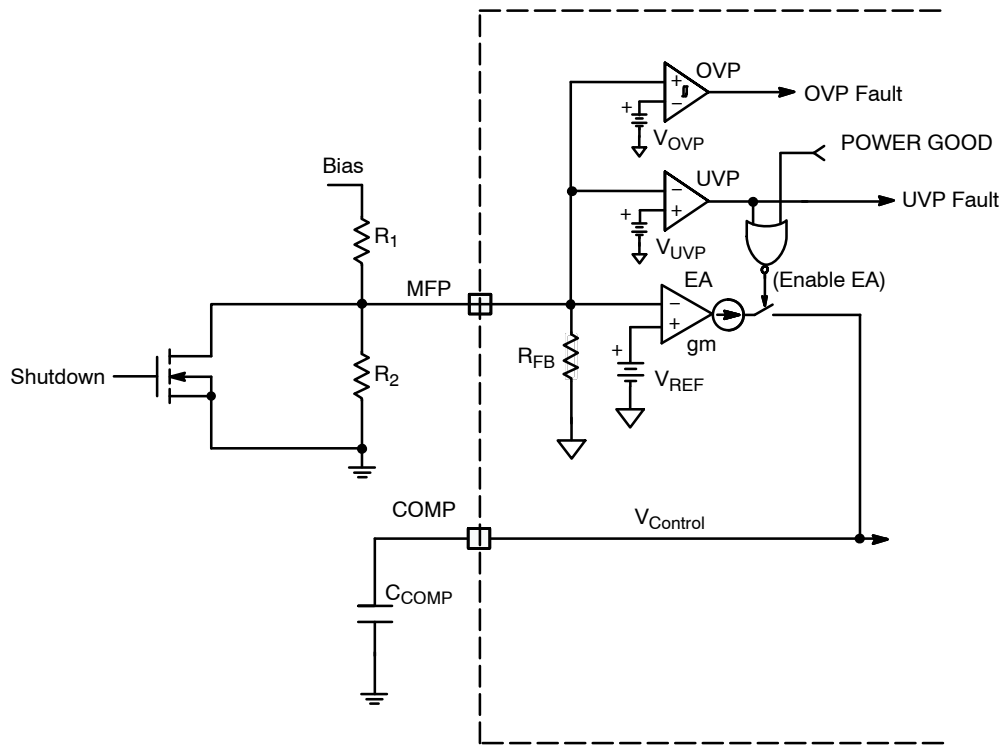 OVP
+
−
OVP Fault
+
V_OVP
POWER GOOD
Bias
UVP
−
+
UVP Fault
+
V_UVP
R1
EA
(Enable EA)
MFP
−
+
gm
R_FB
+
V_REF
Shutdown
R2
COMP
V_Control
C_COMP